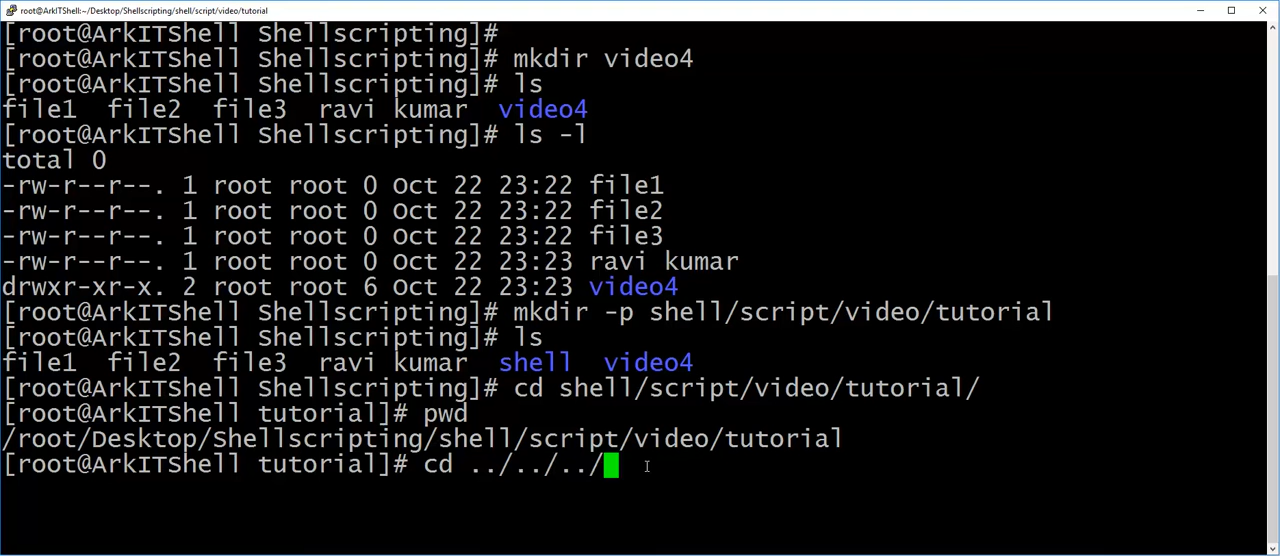 root@ArkITShell:~/Desktop/Shellscripting/shell/script/video/tutorial
[root@ArkITShell Shellscripting]#
[root@ArkITShell Shellscripting]# mkdir video4
[root@ArkITShell Shellscripting]# ls
file1  file2  file3  ravi kumar  video4
[root@ArkITShell Shellscripting]# ls -l
total 0
-rw-r--r--. 1 root root 0 Oct 22 23:22 file1
-rw-r--r--. 1 root root 0 Oct 22 23:22 file2
-rw-r--r--. 1 root root 0 Oct 22 23:22 file3
-rw-r--r--. 1 root root 0 Oct 22 23:23 ravi kumar
drwxr-xr-x. 2 root root 6 Oct 22 23:23 video4
[root@ArkITShell Shellscripting]# mkdir -p shell/script/video/tutorial
[root@ArkITShell Shellscripting]# ls
file1  file2  file3  ravi kumar  shell  video4
[root@ArkITShell Shellscripting]# cd shell/script/video/tutorial/
[root@ArkITShell tutorial]# pwd
/root/Desktop/Shellscripting/shell/script/video/tutorial
[root@ArkITShell tutorial]# cd ../../../